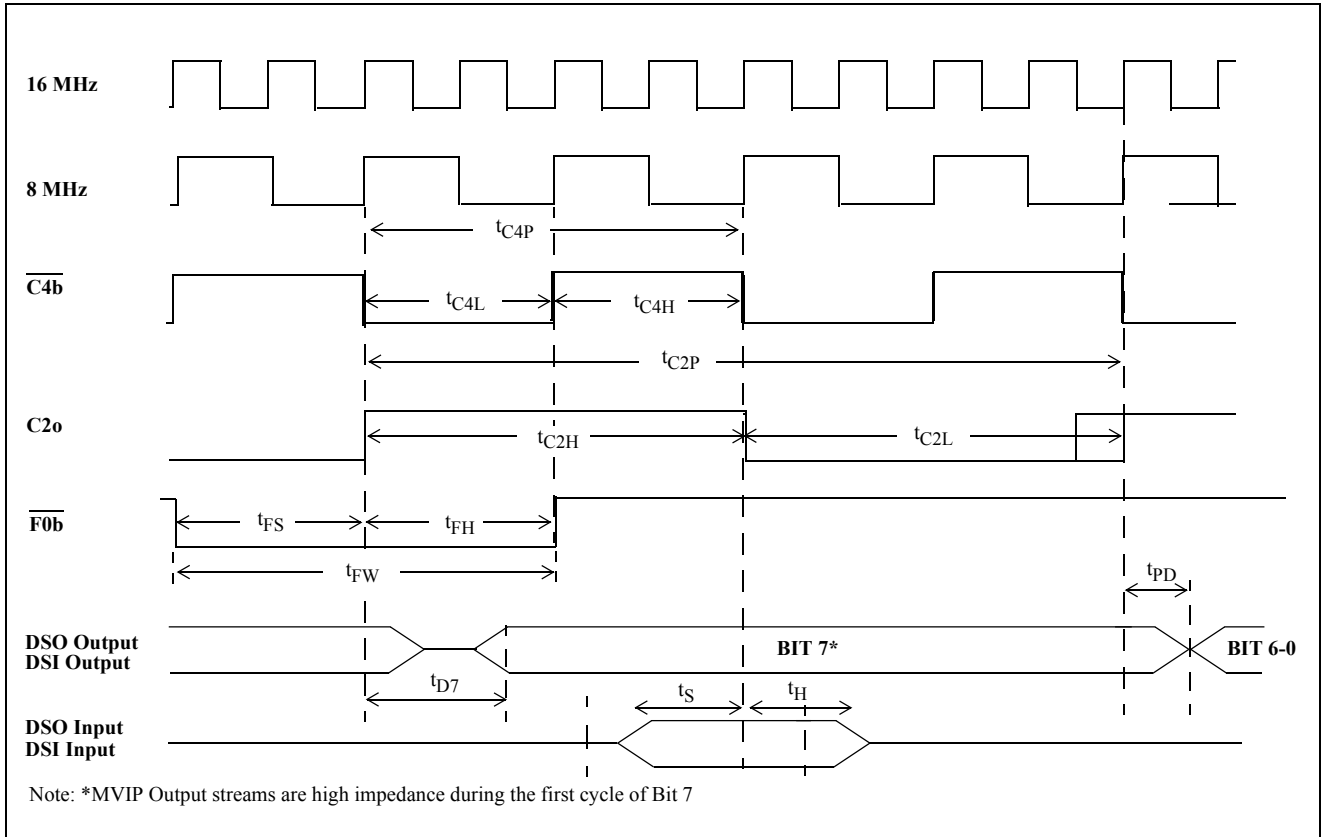 16 MHz
8 MHz
tC4P
C4b
tC4L
tC4H
tC2P
C2o
tC2H
tC2L
F0b
tFS
tFH
tFW
tPD
DSO Output
DSI Output
BIT 7*
BIT 6-0
tD7
tS
tH
DSO Input
DSI Input
Note: *MVIP Output streams are high impedance during the first cycle of Bit 7